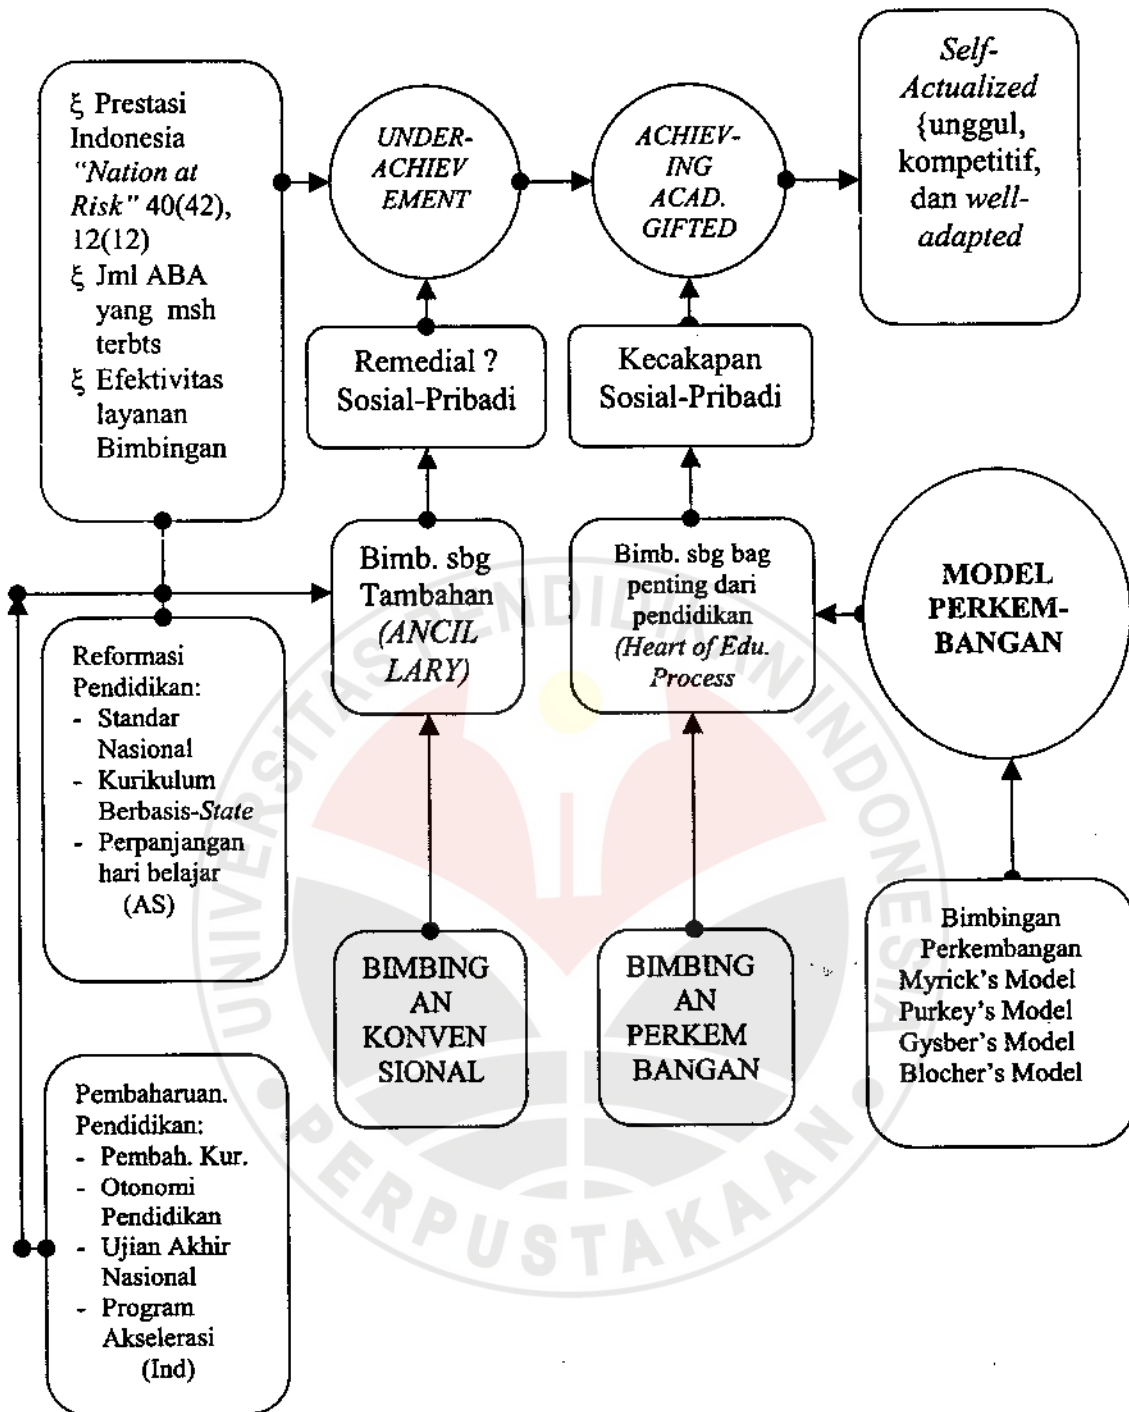 ξ Prestasi
Indonesia
“Nation at
Risk” 40(42),
12(12)
ξ Jml ABA
yang msh
terbts
ξ Efektivitas
layanan
Bimbingan
UNDER-
ACHIEV
EMENT
ACHIEV-
ING
ACAD.
GIFTED
Self-
Actualized
{unggul,
kompetitif,
dan well-
adapted
Remedial ?
Sosial-Pribadi
Kecakapan
Sosial-Pribadi
Bimb. sbg
Tambahan
(ANCIL
LARY)
Bimb. sbg bag
penting dari
pendidikan
(Heart of Edu.
Process
MODEL
PERKEM-
BANGAN
Reformasi
Pendidikan:
- Standar
Nasional
- Kurikulum
Berbasis-State
- Perpanjangan
hari belajar
(AS)
BIMBING
AN
KONVEN
SIONAL
BIMBING
AN
PERKEM
BANGAN
Bimbingan
Perkembangan
Myrick’s Model
Purkey’s Model
Gysber’s Model
Blocher’s Model
Pembaharuan.
Pendidikan:
- Pembah. Kur.
- Otonomi
Pendidikan
- Ujian Akhir
Nasional
- Program
Akselerasi
(Ind)
UNIVERSITAS PENDIDIKAN INDONESIA
PERPUSTAKAAN